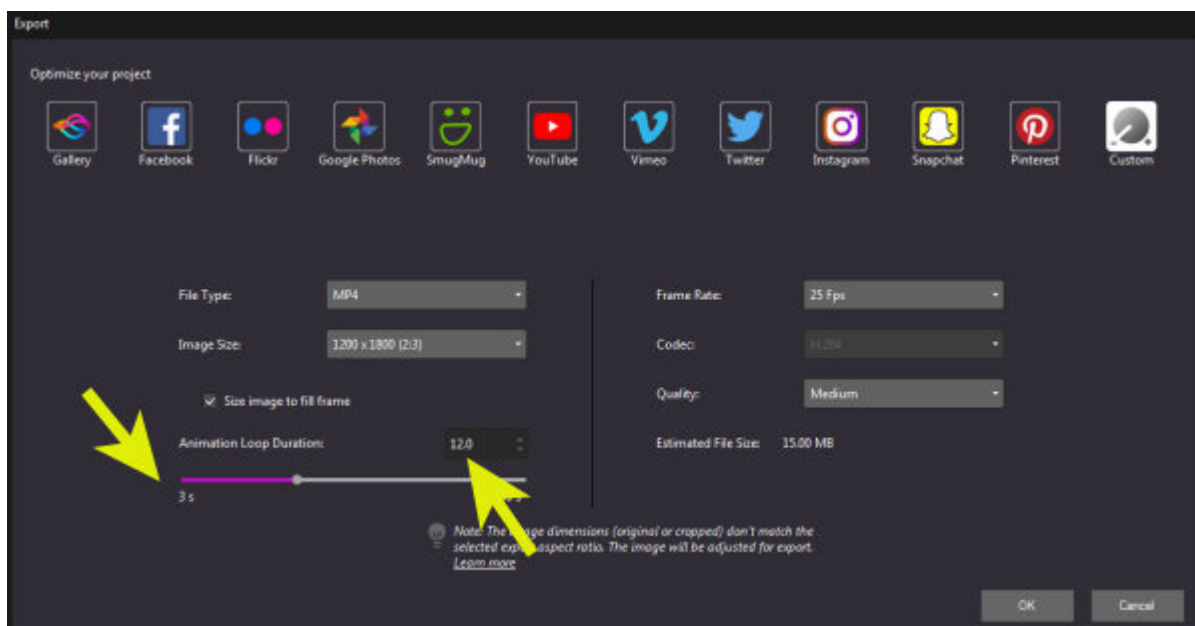 Export
Optimize your project
Gallery Facebook Flickr Google Photos SmugMug YouTube Vimeo Twitter Instagram Snapchat Pinterest Custom
File Type: MP4 Frame Rate: 25 Fps
Image Size: 1200 x 1800 (2:3) Codec: H.264
Size image to fill frame Quality: Medium
Animation Loop Duration: 12.0 Estimated File Size: 15.00 MB
3 s s
Note: The image dimensions (original or cropped) don't match the
selected export aspect ratio. The image will be adjusted for export.
Learn more
OK Cancel